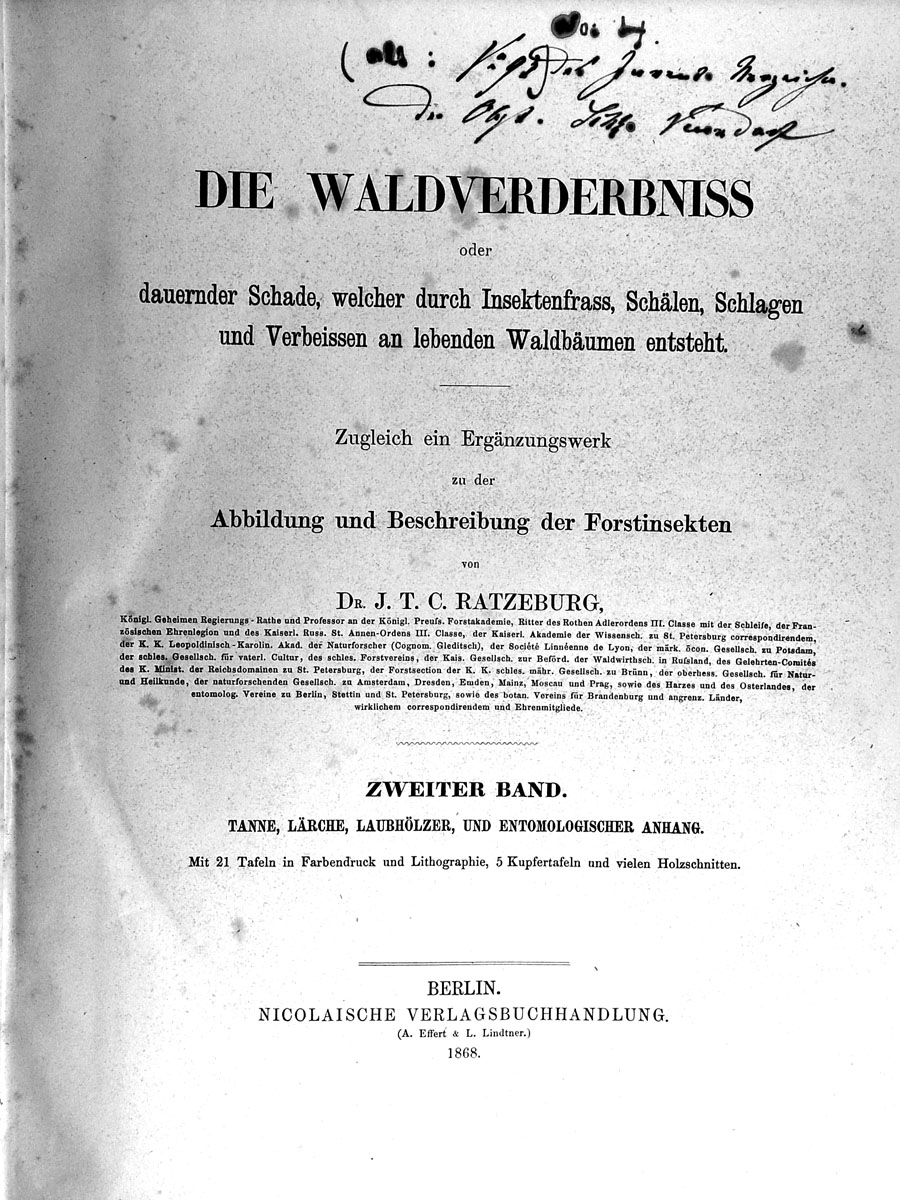 DIE WALDVERDERBNISS
oder
dauernder Schade, welcher durch Insektenfrass, Schälen, Schlagen
und Verbeissen an lebenden Waldbäumen entsteht.
Zugleich ein Ergänzungswerk
zu der
Abbildung und Beschreibung der Forstinsekten
von
DR. J. T. C. RATZEBURG,
Königl. Geheimen Regierungs-Rathe und Professor an der Königl. Preuſs. Forstakademie, Ritter des Rothen Adlerordens III. Classe mit der Schleife, der Fran-
zösischen Ehrenlegion und des Kaiserl. Russ. St. Annen-Ordens III. Classe, der Kaiserl. Akademie der Wissensch. zu St. Petersburg correspondirendem,
der K. K. Leopoldinisch-Karolin. Akad. der Naturforscher (Cognom. Gleditsch), der Société Linnéenne de Lyon, der märk. öcon. Gesellsch. zu Potsdam,
der schles. Gesellsch. für vaterl. Cultur, des schles. Forstvereins, der Kais. Gesellsch. zur Beförd. der Waldwirthsch. in Ruſsland, des Gelehrten-Comités
des K. Minist. der Reichsdomainen zu St. Petersburg, der Forstsection der K. K. schles. mähr. Gesellsch. zu Brünn, der oberhess. Gesellsch. für Natur-
und Heilkunde, der naturforschenden Gesellsch. zu Amsterdam, Dresden, Emden, Mainz, Moscau und Prag, sowie des Harzes und des Osterlandes, der
entomolog. Vereine zu Berlin, Stettin und St. Petersburg, sowie des botan. Vereins für Brandenburg und angrenz. Länder,
wirklichem correspondirendem und Ehrenmitgliede.
ZWEITER BAND.
TANNE, LÄRCHE, LAUBHÖLZER, UND ENTOMOLOGISCHER ANHANG.
Mit 21 Tafeln in Farbendruck und Lithographie, 5 Kupfertafeln und vielen Holzschnitten.
BERLIN.
NICOLAISCHE VERLAGSBUCHHANDLUNG.
(A. Effert & L. Lindtner.)
1868.